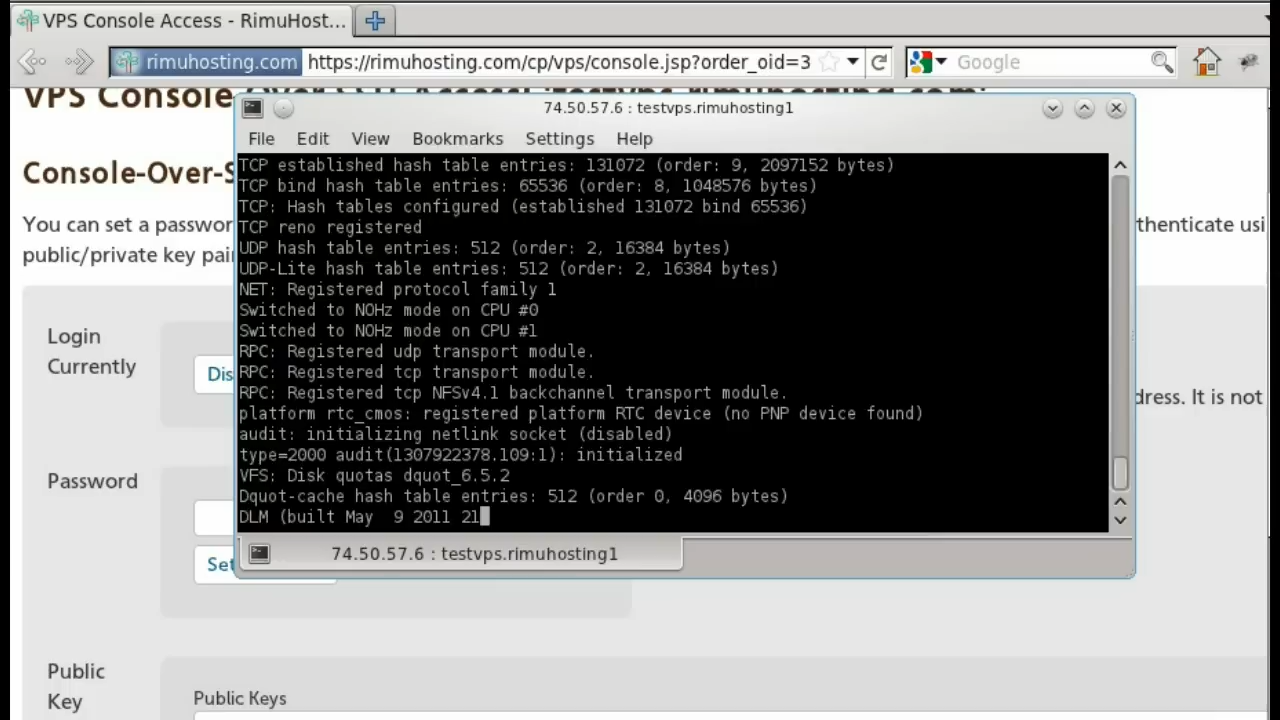 VPS Console Access - RimuHost...
rimuhosting.com https://rimuhosting.com/cp/vps/console.jsp?order_oid=3 Google
VPS Console
74.50.57.6 : testvps.rimuhosting1
File Edit View Bookmarks Settings Help
Console-Over-S
You can set a passwor
thenticate usi
public/private key pai
Login
Currently
Dis
dress. It is not
Password
Set
Public
Key
Public Keys
TCP established hash table entries: 131072 (order: 9, 2097152 bytes)
TCP bind hash table entries: 65536 (order: 8, 1048576 bytes)
TCP: Hash tables configured (established 131072 bind 65536)
TCP reno registered
UDP hash table entries: 512 (order: 2, 16384 bytes)
UDP-Lite hash table entries: 512 (order: 2, 16384 bytes)
NET: Registered protocol family 1
Switched to NOHz mode on CPU #0
Switched to NOHz mode on CPU #1
RPC: Registered udp transport module.
RPC: Registered tcp transport module.
RPC: Registered tcp NFSv4.1 backchannel transport module.
platform rtc_cmos: registered platform RTC device (no PNP device found)
audit: initializing netlink socket (disabled)
type=2000 audit(1307922378.109:1): initialized
VFS: Disk quotas dquot_6.5.2
Dquot-cache hash table entries: 512 (order 0, 4096 bytes)
DLM (built May  9 2011 21
74.50.57.6 : testvps.rimuhosting1